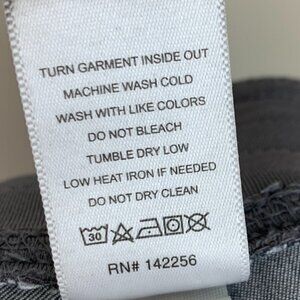 TURN GARMENT INSIDE OUT
MACHINE WASH COLD
WASH WITH LIKE COLORS
DO NOT BLEACH
TUMBLE DRY LOW
LOW HEAT IRON IF NEEDED
DO NOT DRY CLEAN
30
RN# 142256